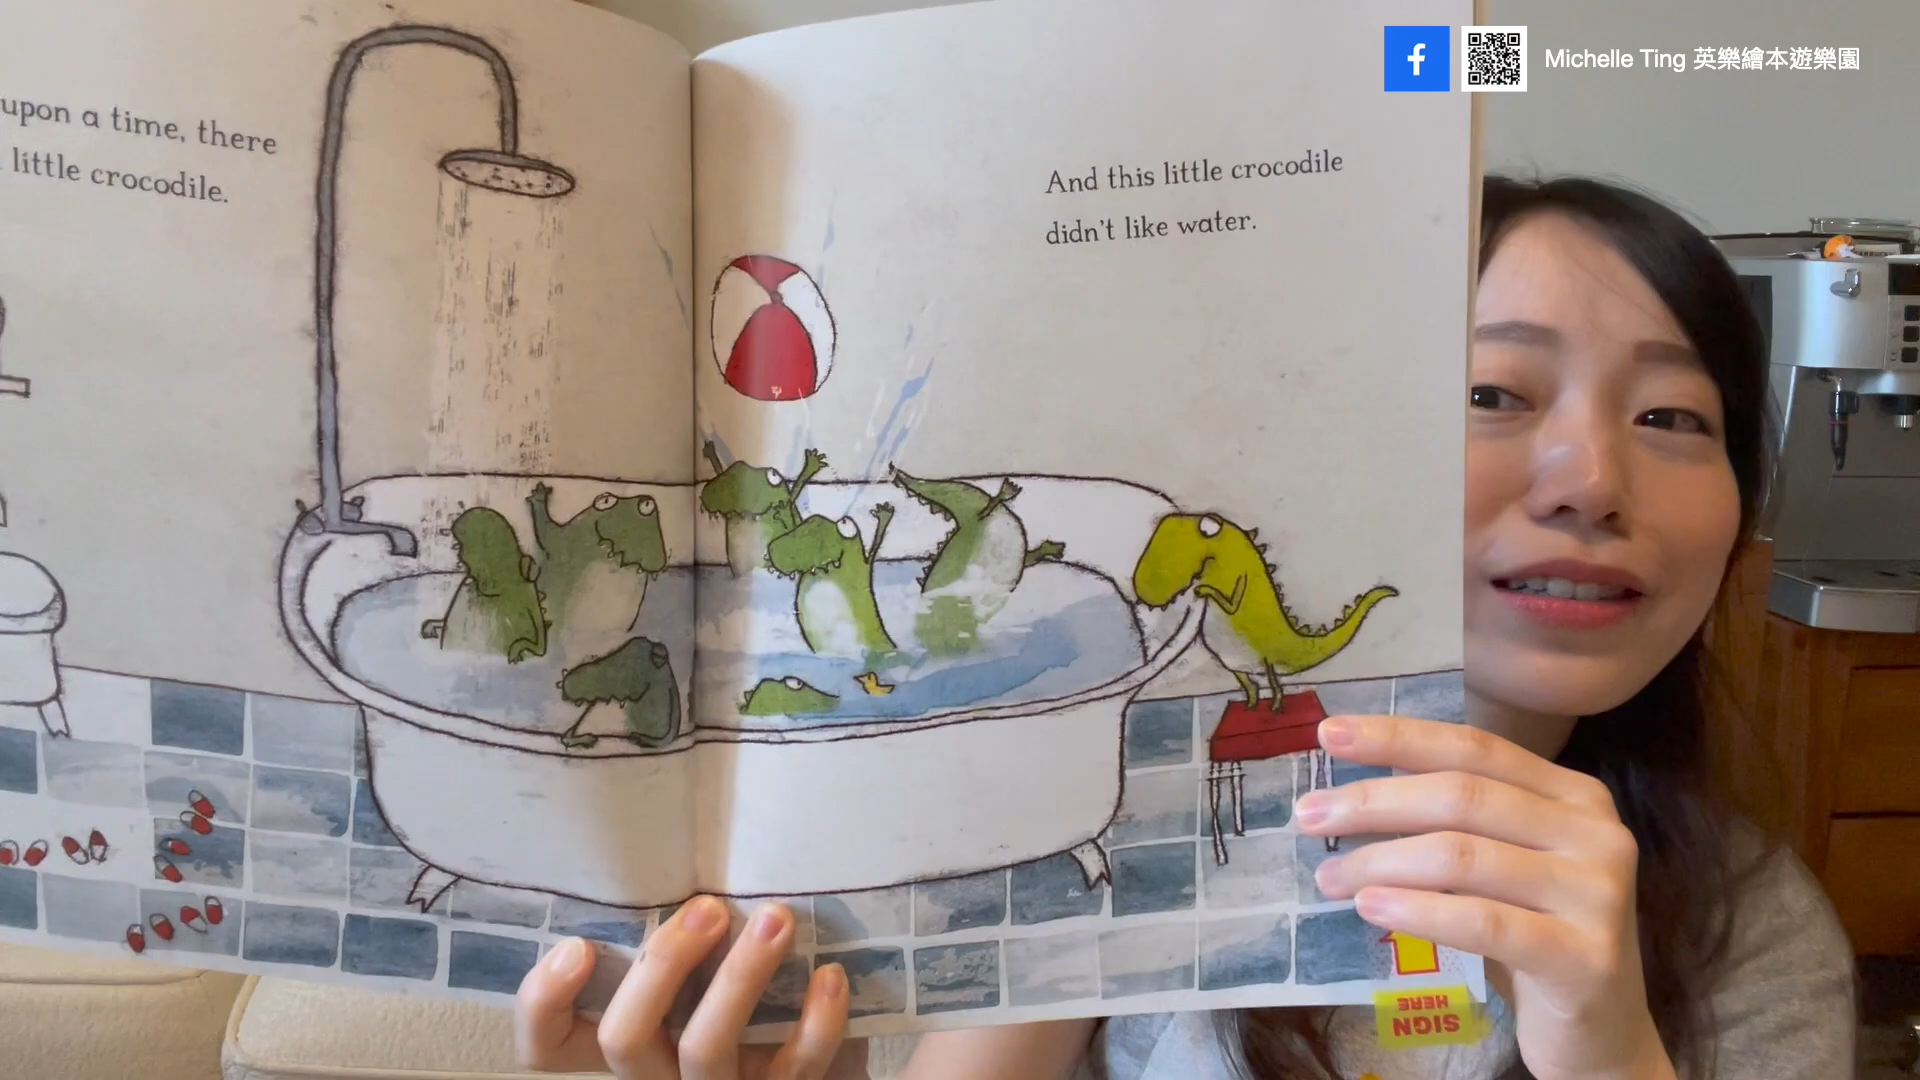 upon a time, there
little crocodile.
And this little crocodile
didn't like water.
Michelle Ting 英樂繪本遊樂園
SIGN
HERE